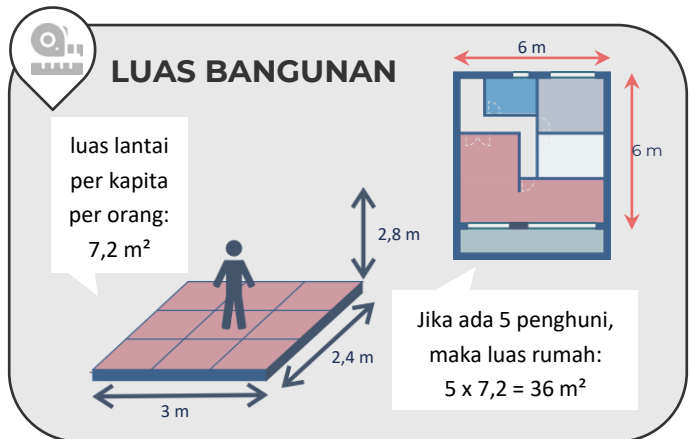 LUAS BANGUNAN
luas lantai
per kapita
per orang:
7,2 m²
2,8 m
2,4 m
3 m
6 m
6 m
Jika ada 5 penghuni,
maka luas rumah:
5 x 7,2 = 36 m²